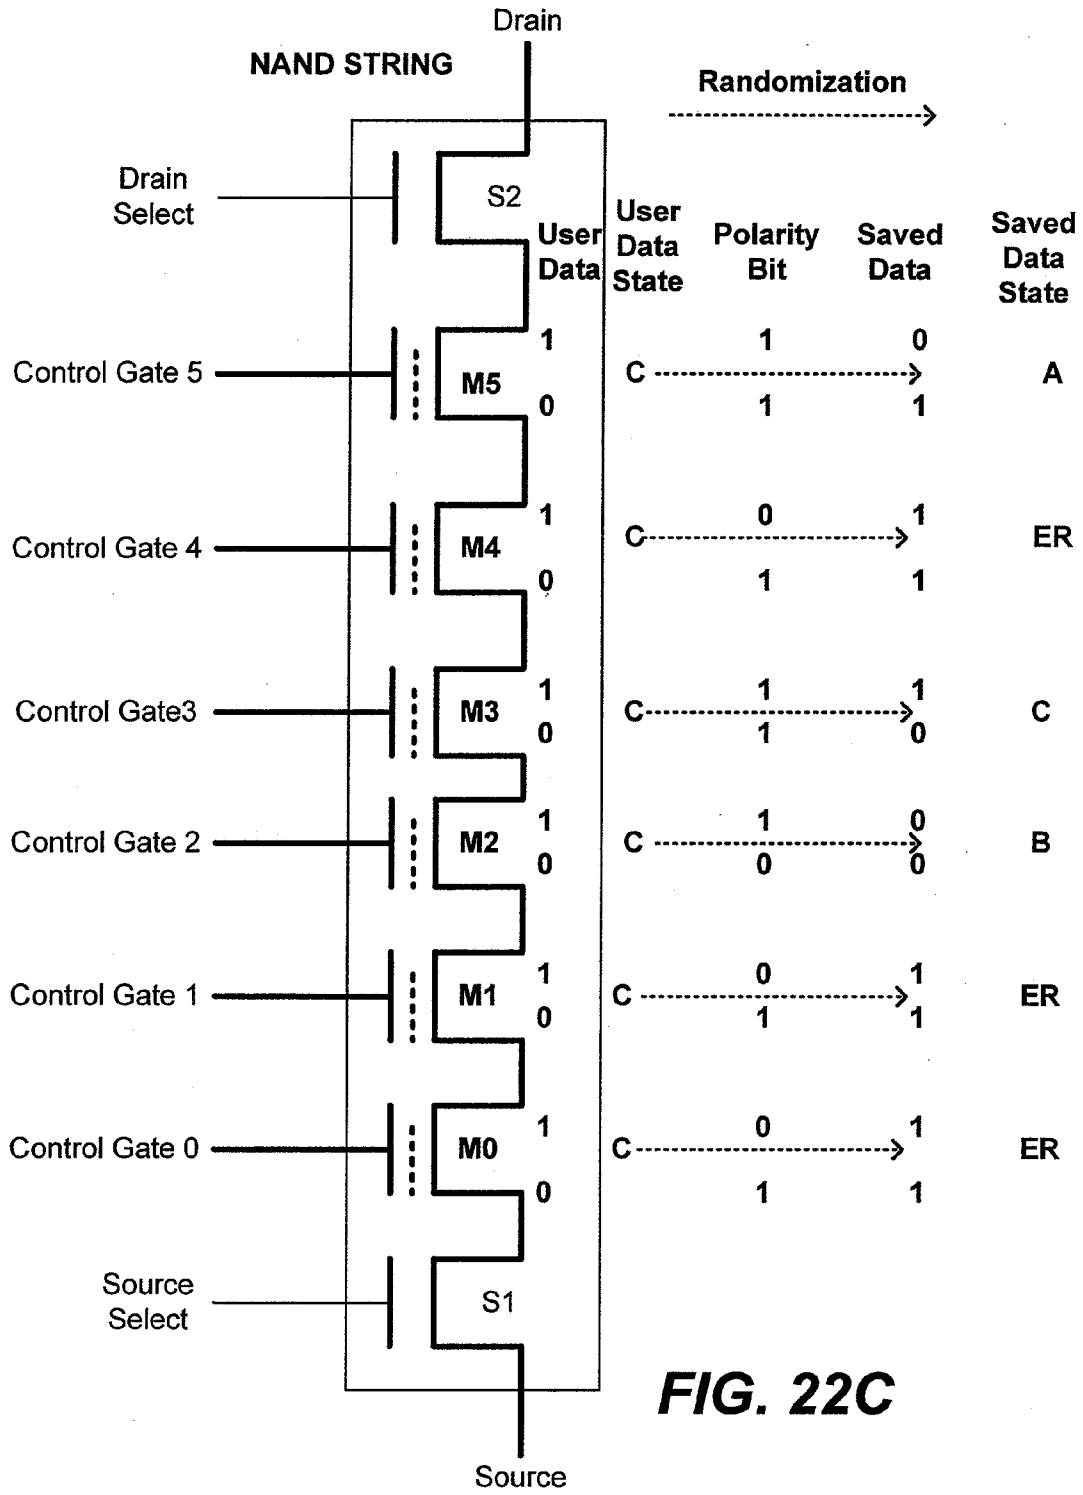 Drain
NAND STRING
Randomization
Drain
Select
S2
User
Data
User
Data
State
Polarity
Bit
Saved
Data
Saved
Data
State
1 1 0
Control Gate 5 M5 C A
0 1 1
1 0 1
Control Gate 4 M4 C ER
0 1 1
1 1 1
Control Gate3 M3 C C
0 1 0
1 1 0
Control Gate 2 M2 C B
0 0 0
1 0 1
Control Gate 1 M1 C ER
0 1 1
1 0 1
Control Gate 0 M0 C ER
0 1 1
Source
Select
S1
FIG. 22C
Source